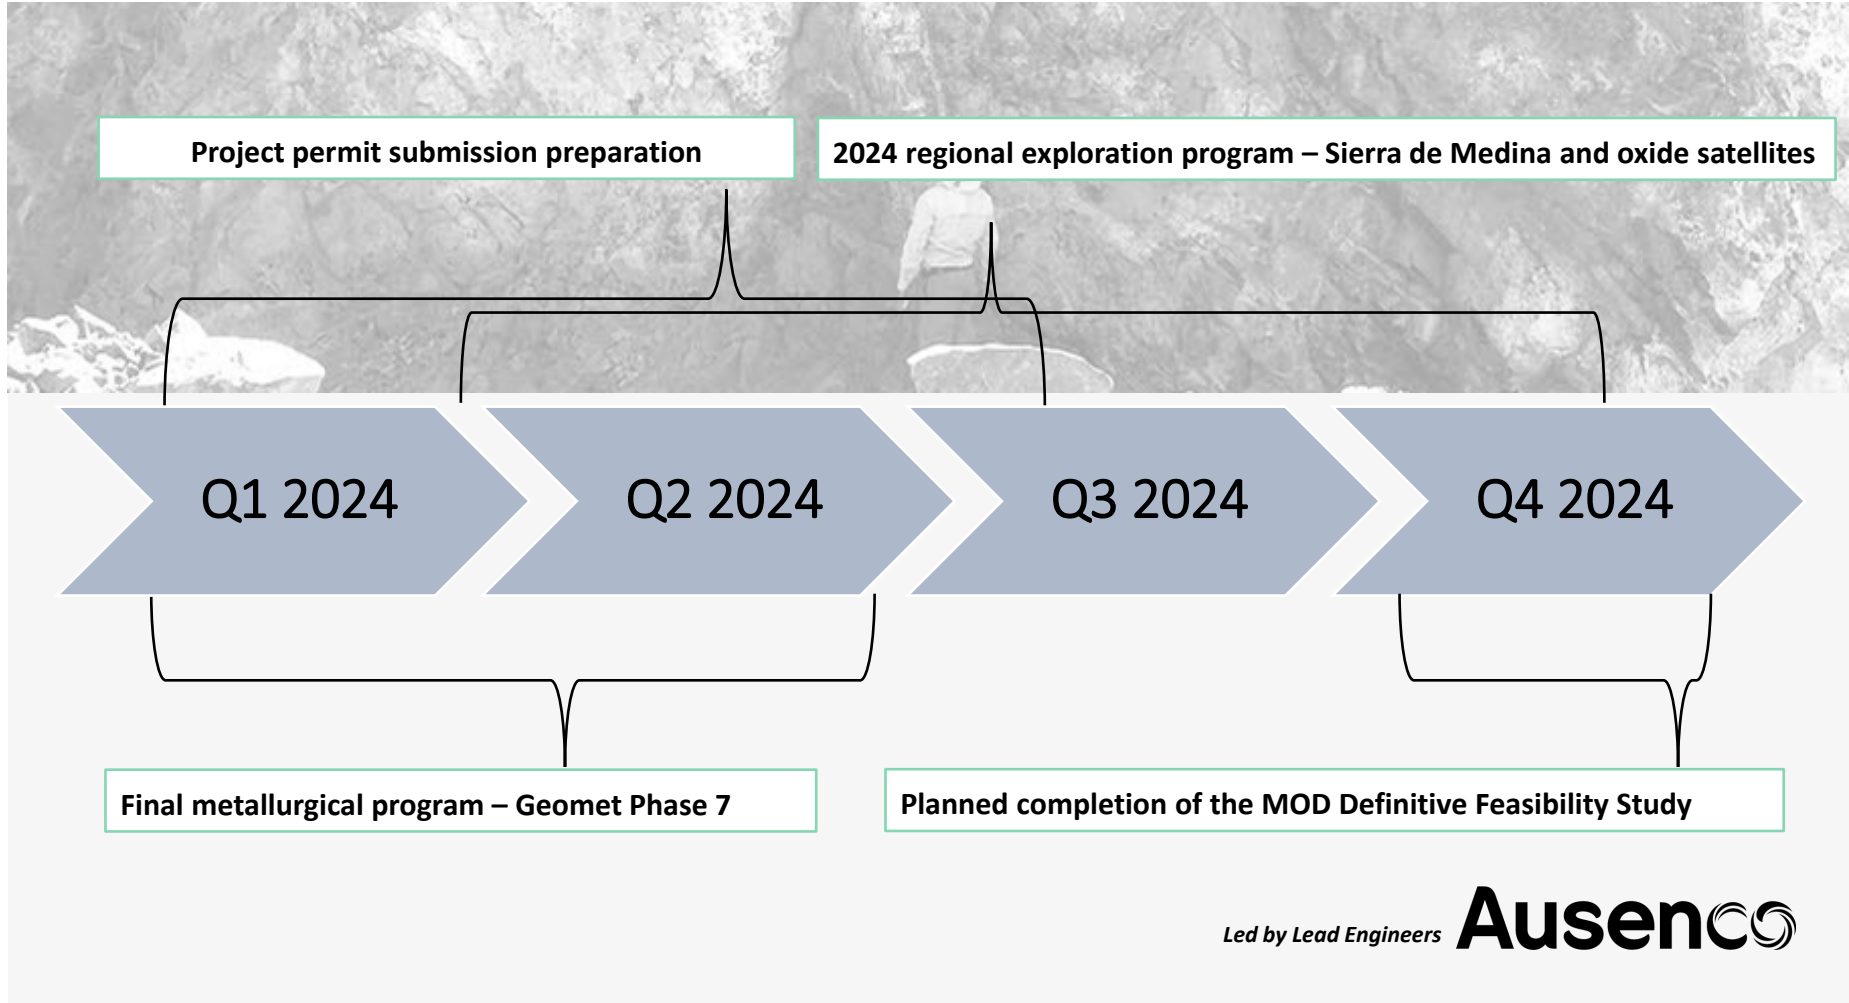 Project permit submission preparation
2024 regional exploration program – Sierra de Medina and oxide satellites
Q1 2024
Q2 2024
Q3 2024
Q4 2024
Final metallurgical program – Geomet Phase 7
Planned completion of the MOD Definitive Feasibility Study
Led by Lead Engineers Ausenco